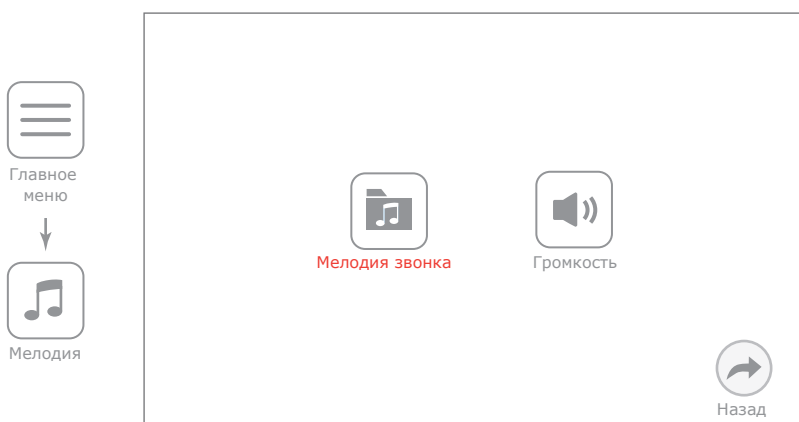 Главное
меню
Мелодия
Мелодия звонка
Громкость
Назад